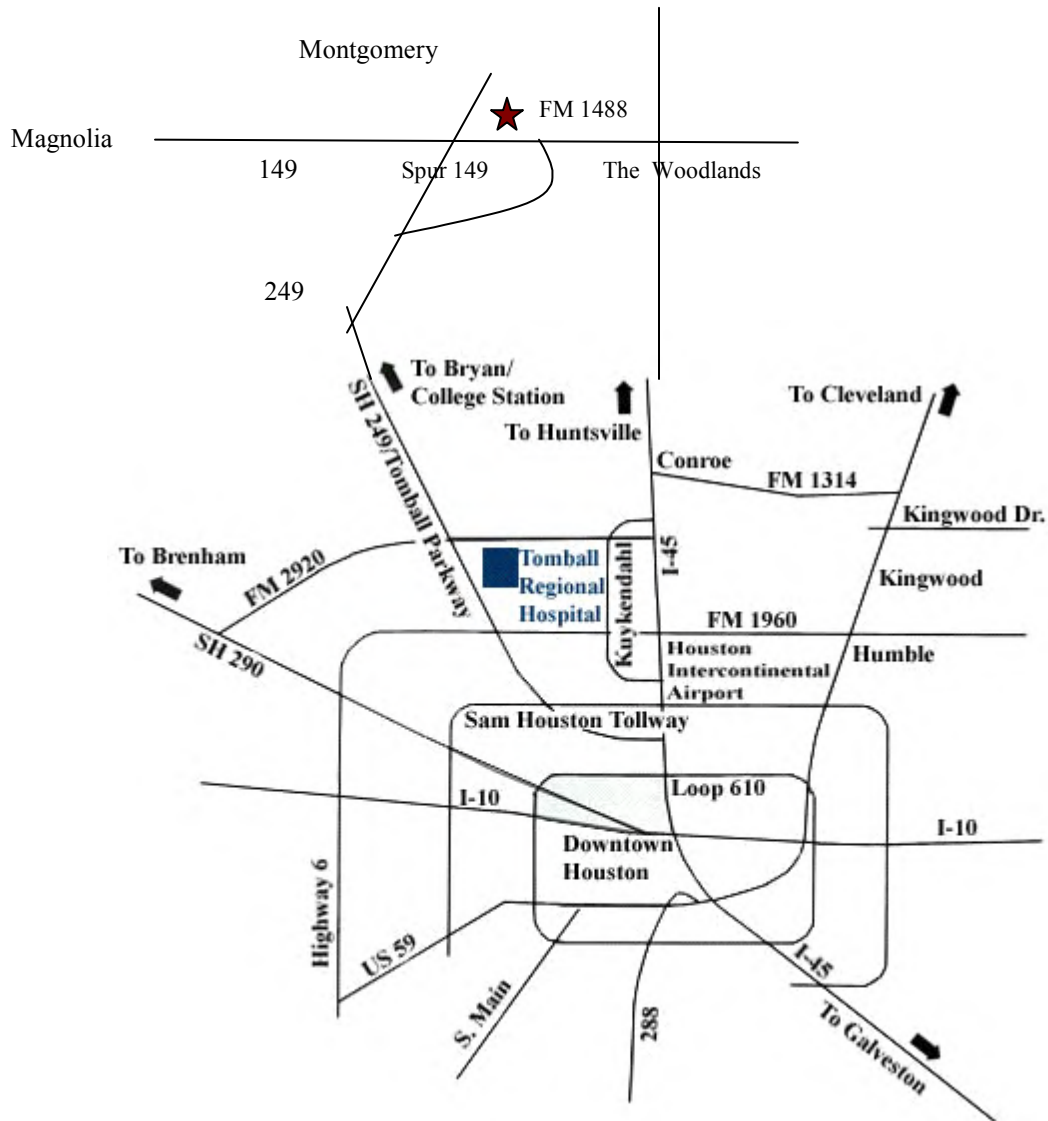 Montgomery
FM 1488
Magnolia
149
Spur 149
The Woodlands
249
To Bryan/
College Station
To Cleveland
To Huntsville
SH 249/Tomball Parkway
Conroe
FM 1314
Kingwood Dr.
To Brenham
FM 2920
Tomball
Regional
Hospital
Kuykendahl
I-45
Kingwood
FM 1960
SH 290
Houston
Intercontinental
Airport
Humble
Sam Houston Tollway
Loop 610
I-10
I-10
Downtown
Houston
Highway 6
US 59
I-45
S. Main
288
To Galveston